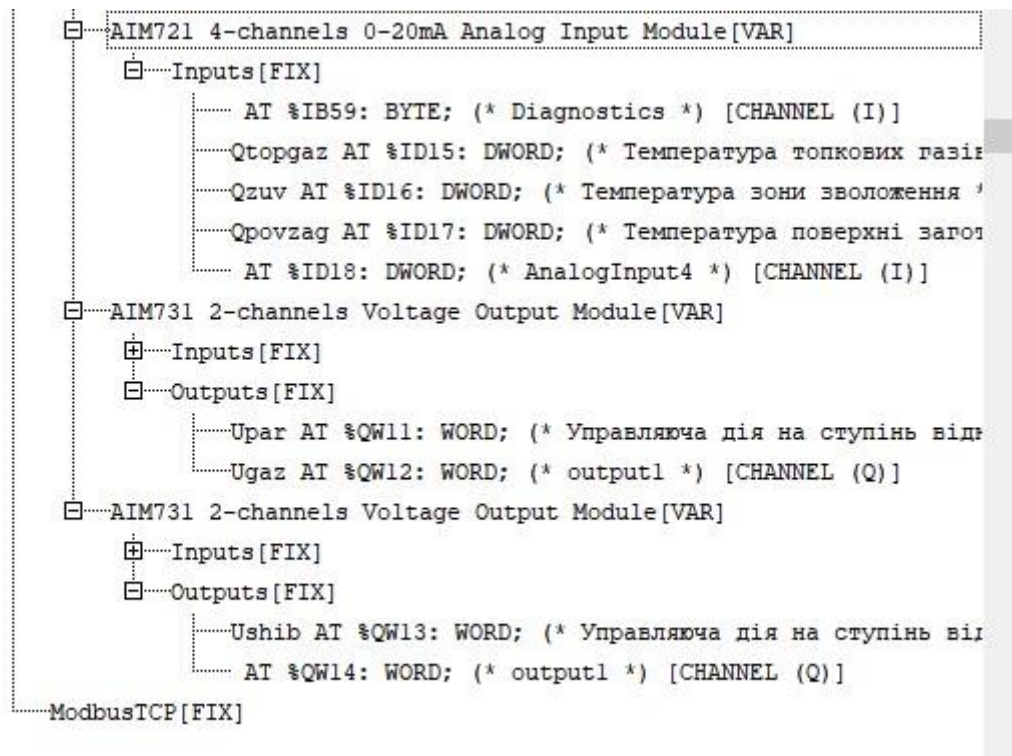 AIM721 4-channels 0-20mA Analog Input Module[VAR]
Inputs[FIX]
AT %IB59: BYTE; (* Diagnostics *) [CHANNEL (I)]
Qtopgaz AT %ID15: DWORD; (* Температура топкових газів
Qzuv AT %ID16: DWORD; (* Температура зони зволоження *
Qpovzag AT %ID17: DWORD; (* Температура поверхні загот
AT %ID18: DWORD; (* AnalogInput4 *) [CHANNEL (I)]
AIM731 2-channels Voltage Output Module[VAR]
Inputs[FIX]
Outputs[FIX]
Upar AT %QW11: WORD; (* Управляюча дія на ступінь відк
Ugaz AT %QW12: WORD; (* output1 *) [CHANNEL (Q)]
AIM731 2-channels Voltage Output Module[VAR]
Inputs[FIX]
Outputs[FIX]
Ushib AT %QW13: WORD; (* Управляюча дія на ступінь від
AT %QW14: WORD; (* output1 *) [CHANNEL (Q)]
ModbusTCP[FIX]